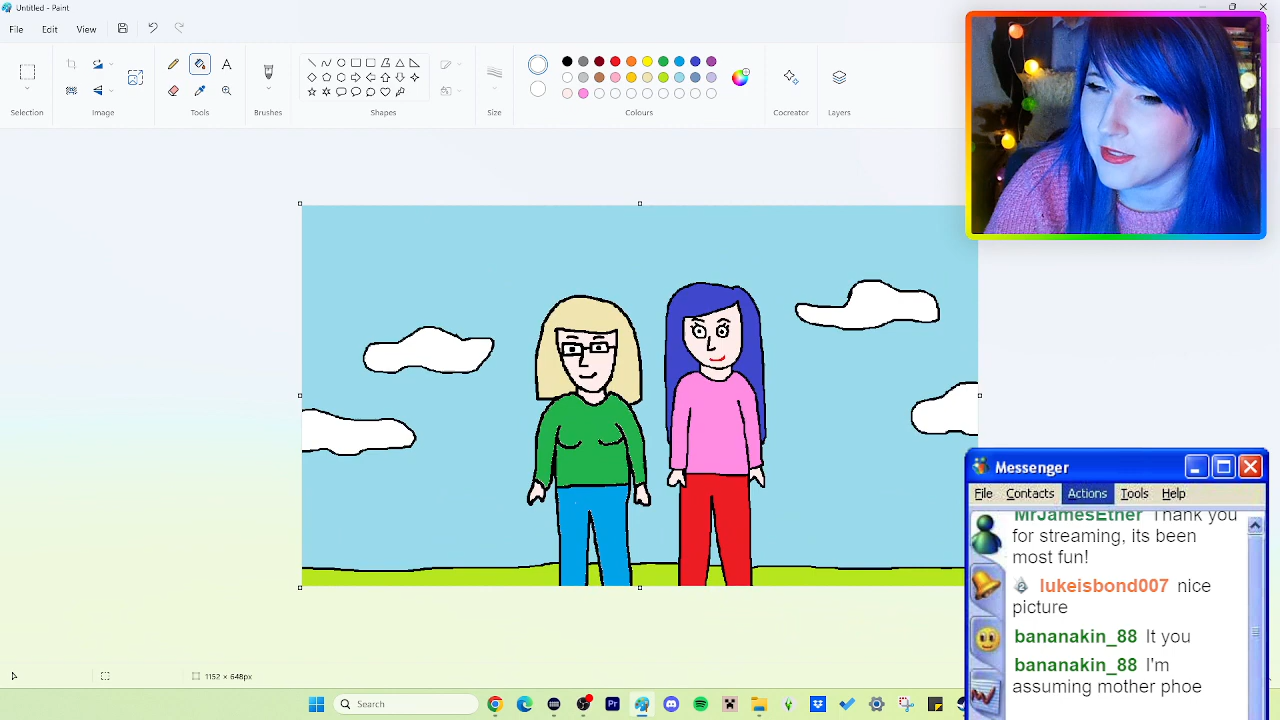 Untitled - Paint
File Edit View
Selection Image Tools Brushes Shapes Size Colours Cocreator Layers
Messenger
File Contacts Actions Tools Help
MrJamesEther Thank you
for streaming, its been
most fun!
2 lukeisbond007 nice
picture
bananakin_88 It you
bananakin_88 I'm
assuming mother phoe
1152 × 648px
Search
Pr